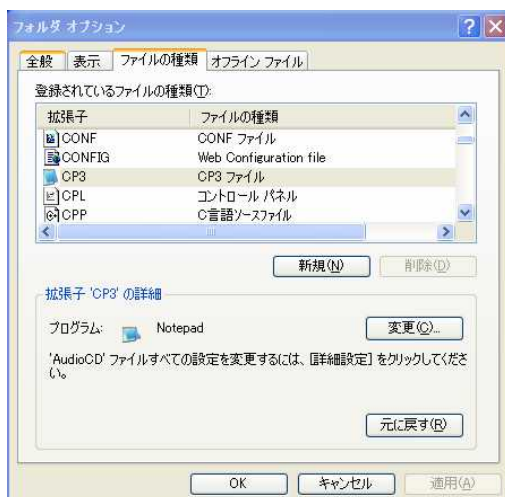 フォルダ オプション
全般 表示 ファイルの種類 オフライン ファイル
登録されているファイルの種類(T):
拡張子 ファイルの種類
CONF CONF ファイル
CONFIG Web Configuration file
CP3 CP3 ファイル
CPL コントロール パネル
CPP C言語ソースファイル
新規(N) 削除(D)
拡張子 'CP3' の詳細
プログラム: Notepad 変更(C)...
'AudioCD' ファイルすべての設定を変更するには、[詳細設定] をクリックしてくださ
い。
元に戻す(R)
OK キャンセル 適用(A)